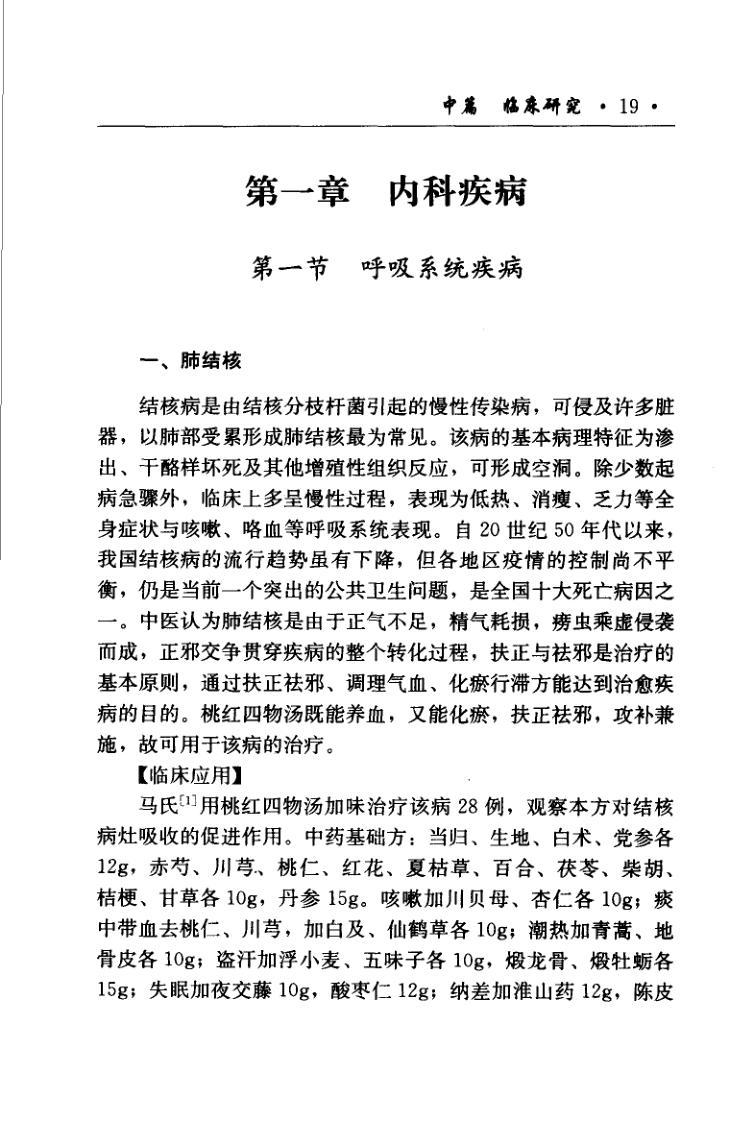 中篇 临床研究 · 19 ·
第一章 内科疾病
第一节 呼吸系统疾病
一、肺结核
结核病是由结核分枝杆菌引起的慢性传染病，可侵及许多脏
器，以肺部受累形成肺结核最为常见。该病的基本病理特征为渗
出、干酪样坏死及其他增殖性组织反应，可形成空洞。除少数起
病急骤外，临床上多呈慢性过程，表现为低热、消瘦、乏力等全
身症状与咳嗽、咯血等呼吸系统表现。自 20 世纪 50 年代以来，
我国结核病的流行趋势虽有下降，但各地区疫情的控制尚不平
衡，仍是当前一个突出的公共卫生问题，是全国十大死亡病因之
一。中医认为肺结核是由于正气不足，精气耗损，痨虫乘虚侵袭
而成，正邪交争贯穿疾病的整个转化过程，扶正与祛邪是治疗的
基本原则，通过扶正祛邪、调理气血、化瘀行滞方能达到治愈疾
病的目的。桃红四物汤既能养血，又能化瘀，扶正祛邪，攻补兼
施，故可用于该病的治疗。
【临床应用】
马氏[1]用桃红四物汤加味治疗该病 28 例，观察本方对结核
病灶吸收的促进作用。中药基础方：当归、生地、白术、党参各
12g，赤芍、川芎、桃仁、红花、夏枯草、百合、茯苓、柴胡、
桔梗、甘草各 10g，丹参 15g。咳嗽加川贝母、杏仁各 10g；痰
中带血去桃仁、川芎，加白及、仙鹤草各 10g；潮热加青蒿、地
骨皮各 10g；盗汗加浮小麦、五味子各 10g，煅龙骨、煅牡蛎各
15g；失眠加夜交藤 10g，酸枣仁 12g；纳差加淮山药 12g，陈皮